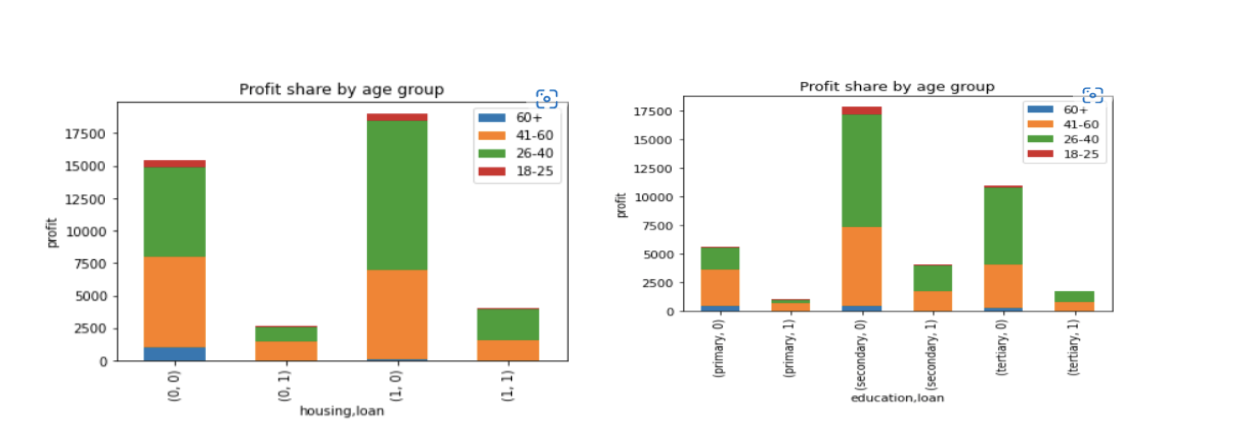 Profit share by age group
60+
41-60
26-40
18-25
17500
15000
12500
10000
7500
5000
2500
0
profit
(0, 0)
(0, 1)
(1, 0)
(1, 1)
housing,loan
Profit share by age group
60+
41-60
26-40
18-25
17500
15000
12500
10000
7500
5000
2500
0
profit
(primary, 0)
(primary, 1)
(secondary, 0)
(secondary, 1)
(tertiary, 0)
(tertiary, 1)
education,loan